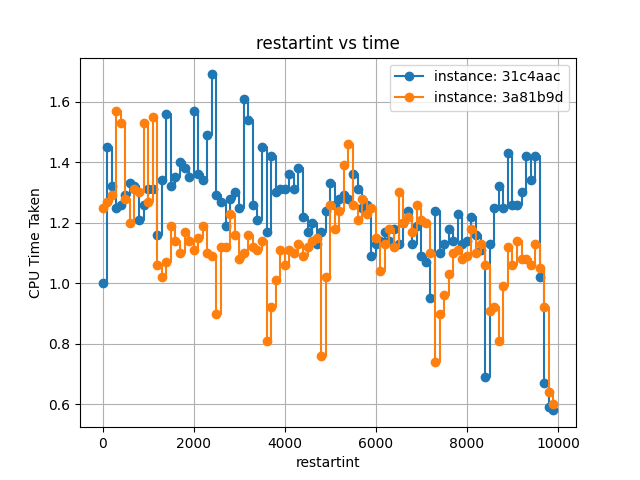 restartint vs time
instance: 31c4aac
instance: 3a81b9d
CPU Time Taken
1.6
1.4
1.2
1.0
0.8
0.6
0
2000
4000
6000
8000
10000
restartint